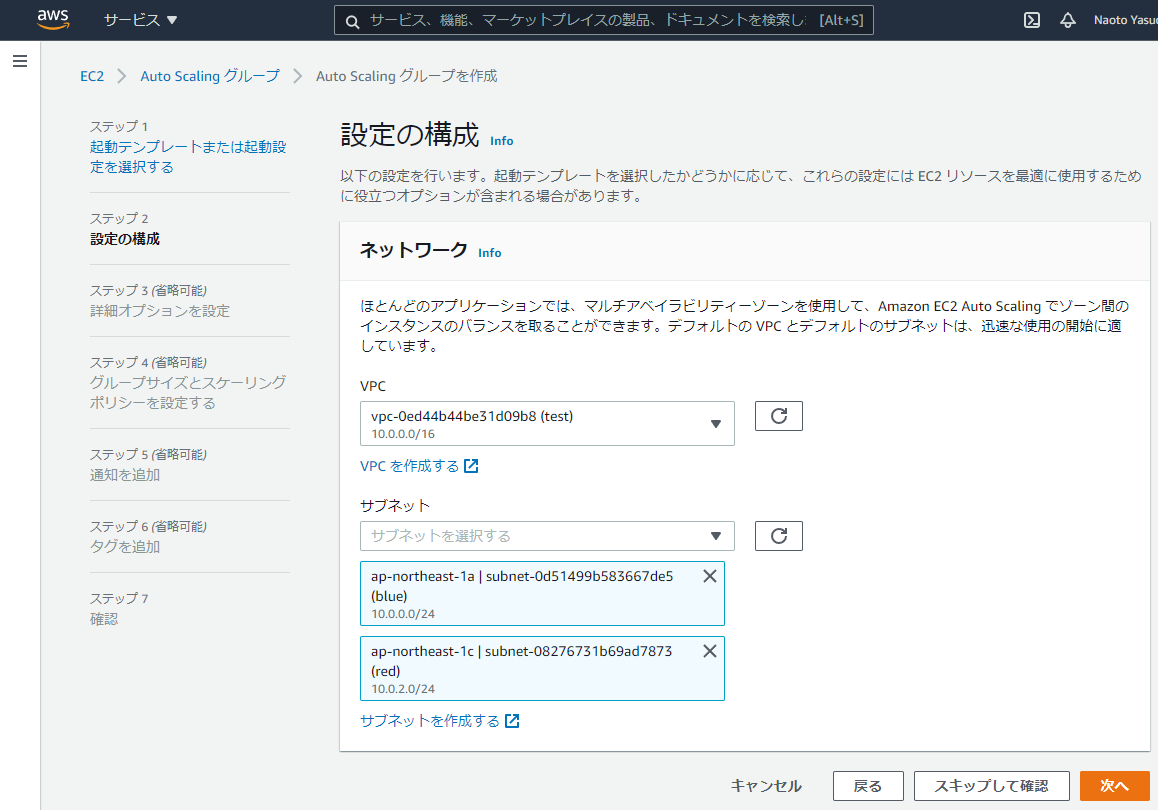 aws
サービス ▼
サービス、機能、マーケットプレイスの製品、ドキュメントを検索し [Alt+S]
Naoto Yasu
EC2 > Auto Scaling グループ > Auto Scaling グループを作成
ステップ 1
起動テンプレートまたは起動設
定を選択する
ステップ 2
設定の構成
ステップ 3 (省略可能)
詳細オプションを設定
ステップ 4 (省略可能)
グループサイズとスケーリング
ポリシーを設定する
ステップ 5 (省略可能)
通知を追加
ステップ 6 (省略可能)
タグを追加
ステップ 7
確認
設定の構成 Info
以下の設定を行います。起動テンプレートを選択したかどうかに応じて、これらの設定には EC2 リソースを最適に使用するため
に役立つオプションが含まれる場合があります。
ネットワーク Info
ほとんどのアプリケーションでは、マルチアベイラビリティーゾーンを使用して、Amazon EC2 Auto Scaling でゾーン間の
インスタンスのバランスを取ることができます。デフォルトの VPC とデフォルトのサブネットは、迅速な使用の開始に適
しています。
VPC
vpc-0ed44b44be31d09b8 (test)
10.0.0.0/16
VPC を作成する
サブネット
サブネットを選択する
ap-northeast-1a | subnet-0d51499b583667de5
(blue)
10.0.0.0/24
ap-northeast-1c | subnet-08276731b69ad7873
(red)
10.0.2.0/24
サブネットを作成する
キャンセル
戻る
スキップして確認
次へ